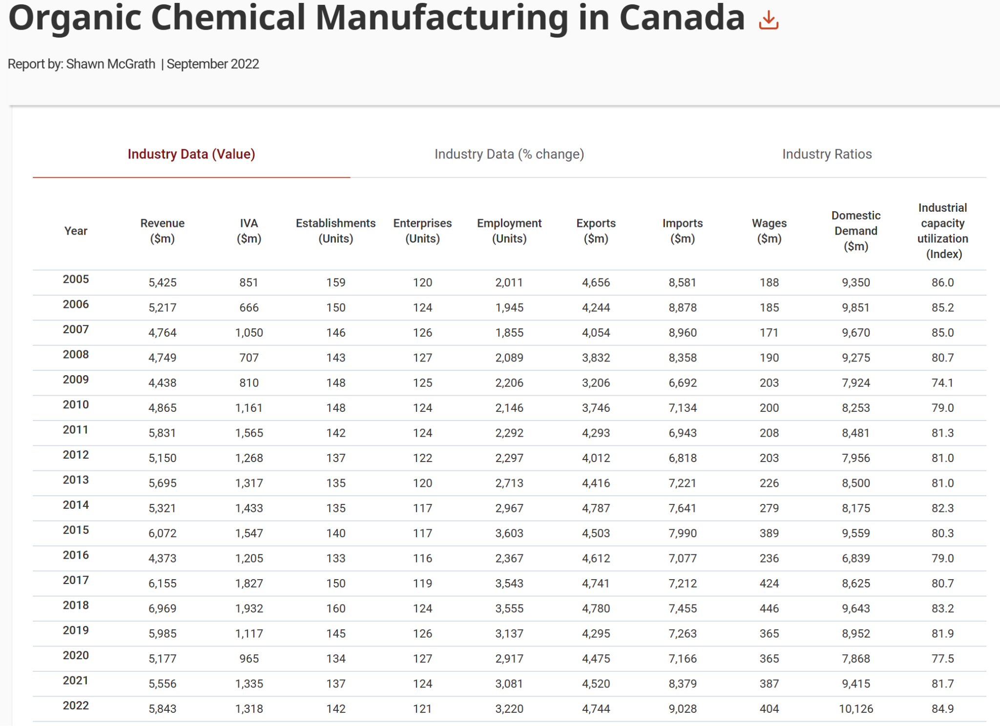 Organic Chemical Manufacturing in Canada
Report by: Shawn McGrath | September 2022
Industry Data (Value) Industry Data (% change) Industry Ratios
Year Revenue ($m) IVA ($m) Establishments (Units) Enterprises (Units) Employment (Units) Exports ($m) Imports ($m) Wages ($m) Domestic Demand ($m) Industrial capacity utilization (Index)
2005 5,425 851 159 120 2,011 4,656 8,581 188 9,350 86.0
2006 5,217 666 150 124 1,945 4,244 8,878 185 9,851 85.2
2007 4,764 1,050 146 126 1,855 4,054 8,960 171 9,670 85.0
2008 4,749 707 143 127 2,089 3,832 8,358 190 9,275 80.7
2009 4,438 810 148 125 2,206 3,206 6,692 203 7,924 74.1
2010 4,865 1,161 148 124 2,146 3,746 7,134 200 8,253 79.0
2011 5,831 1,565 142 124 2,292 4,293 6,943 208 8,481 81.3
2012 5,150 1,268 137 122 2,297 4,012 6,818 203 7,956 81.0
2013 5,695 1,317 135 120 2,713 4,416 7,221 226 8,500 81.0
2014 5,321 1,433 135 117 2,967 4,787 7,641 279 8,175 82.3
2015 6,072 1,547 140 117 3,603 4,503 7,990 389 9,559 80.3
2016 4,373 1,205 133 116 2,367 4,612 7,077 236 6,839 79.0
2017 6,155 1,827 150 119 3,543 4,741 7,212 424 8,625 80.7
2018 6,969 1,932 160 124 3,555 4,780 7,455 446 9,643 83.2
2019 5,985 1,117 145 126 3,137 4,295 7,263 365 8,952 81.9
2020 5,177 965 134 127 2,917 4,475 7,166 365 7,868 77.5
2021 5,556 1,335 137 124 3,081 4,520 8,379 387 9,415 81.7
2022 5,843 1,318 142 121 3,220 4,744 9,028 404 10,126 84.9